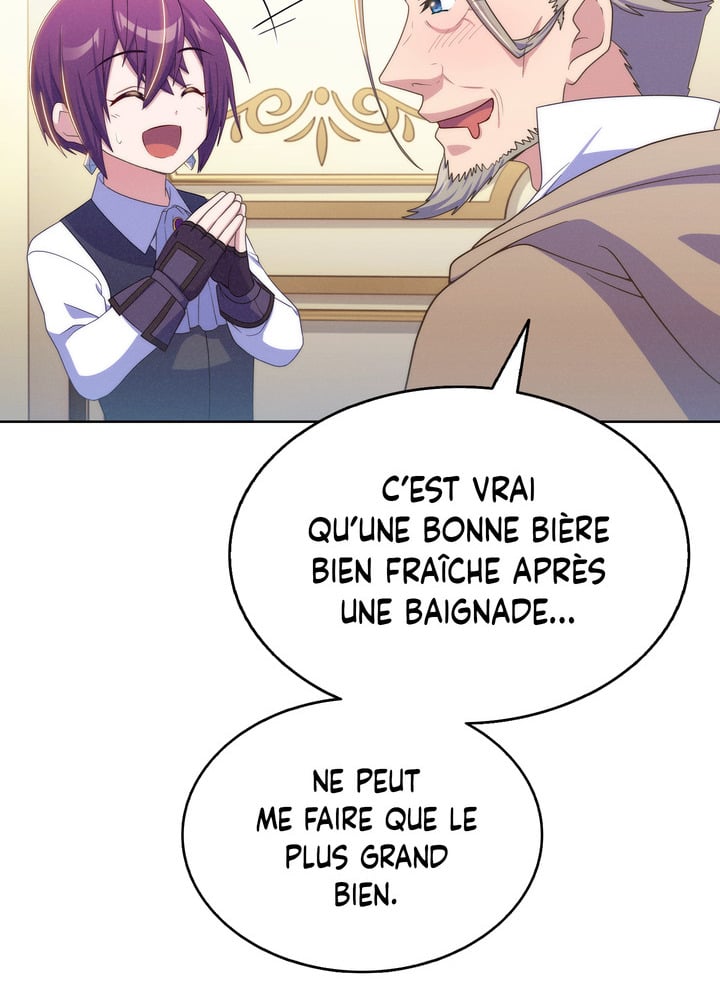 C'EST VRAI
QU'UNE BONNE BIÈRE
BIEN FRAÎCHE APRÈS
UNE BAIGNADE...
NE PEUT
ME FAIRE QUE LE
PLUS GRAND
BIEN.